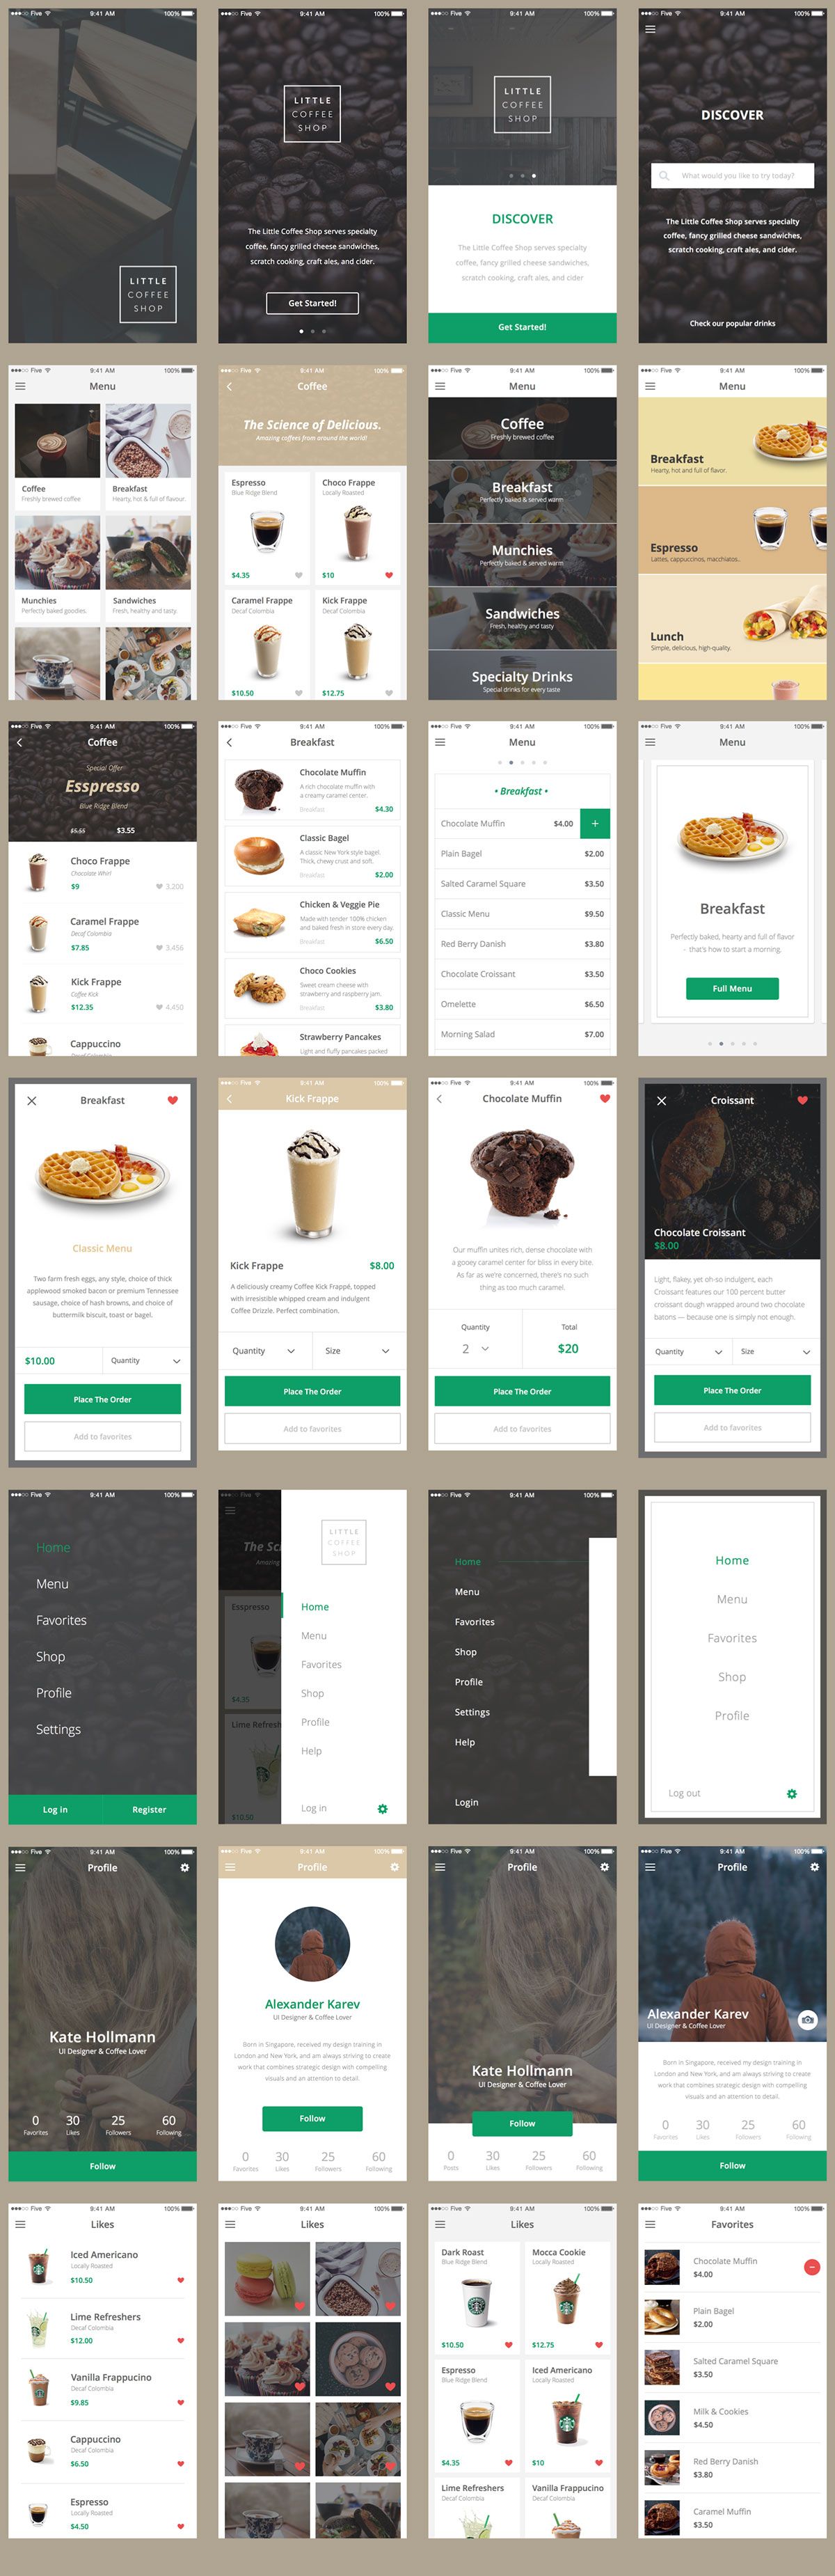 Five 9:41 AM 100%
LITTLE
COFFEE
SHOP
Five 9:41 AM 100%
LITTLE
COFFEE
SHOP
The Little Coffee Shop serves specialty
coffee, fancy grilled cheese sandwiches,
scratch cooking, craft ales, and cider.
Get Started!
Five 9:41 AM 100%
LITTLE
COFFEE
SHOP
DISCOVER
The Little Coffee Shop serves specialty
coffee, fancy grilled cheese sandwiches,
scratch cooking, craft ales, and cider
Get Started!
Five 9:41 AM 100%
DISCOVER
What would you like to try today?
The Little Coffee Shop serves specialty
coffee, fancy grilled cheese sandwiches,
scratch cooking, craft ales, and cider.
Check our popular drinks
Five 9:41 AM 100%
Menu
Coffee
Freshly brewed coffee
Breakfast
Hearty, hot & full of flavour.
Munchies
Perfectly baked goodies.
Sandwiches
Fresh, healthy and tasty.
Five 9:41 AM 100%
Coffee
The Science of Delicious.
Amazing coffees from around the world!
Espresso
Blue Ridge Blend
$4.35
Choco Frappe
Locally Roasted
$10
Caramel Frappe
Decaf Colombia
$10.50
Kick Frappe
Decaf Colombia
$12.75
Five 9:41 AM 100%
Menu
Coffee
Freshly brewed coffee
Breakfast
Perfectly baked & served warm
Munchies
Perfectly baked & served warm
Sandwiches
Fresh, healthy and tasty
Specialty Drinks
Special drinks for every taste
Five 9:41 AM 100%
Menu
Breakfast
Hearty, hot and full of flavor.
Espresso
Lattes, cappuccinos, macchiatos..
Lunch
Simple, delicious, high-quality.
Five 9:41 AM 100%
Coffee
Special Offer
Esspresso
Blue Ridge Blend
$5.55 $3.55
Choco Frappe
Chocolate Whirl
$9 3,200
Caramel Frappe
Decaf Colombia
$7.85 3,456
Kick Frappe
Coffee Kick
$12.35 4,450
Cappuccino
Five 9:41 AM 100%
Breakfast
Chocolate Muffin
A rich chocolate muffin with
a creamy caramel center.
Breakfast $4.30
Classic Bagel
A classic New York style bagel.
Thick, chewy crust and soft.
Breakfast $2.00
Chicken & Veggie Pie
Made with tender 100% chicken
and baked fresh in store every day.
Breakfast $6.50
Choco Cookies
Sweet cream cheese with
strawberry and raspberry jam.
Breakfast $3.80
Strawberry Pancakes
Light and fluffy pancakes packed
Five 9:41 AM 100%
Menu
• Breakfast •
Chocolate Muffin $4.00 +
Plain Bagel $2.00
Salted Caramel Square $3.50
Classic Menu $9.50
Red Berry Danish $3.80
Chocolate Croissant $3.50
Omelette $6.50
Morning Salad $7.00
Five 9:41 AM 100%
Menu
Breakfast
Perfectly baked, hearty and full of flavor
- that's how to start a morning.
Full Menu
Breakfast
Classic Menu
Two farm fresh eggs, any style, choice of thick
applewood smoked bacon or premium Tennessee
sausage, choice of hash browns, and choice of
buttermilk biscuit, toast or bagel.
$10.00 Quantity
Place The Order
Add to favorites
Five 9:41 AM 100%
Kick Frappe
Kick Frappe $8.00
A deliciously creamy Coffee Kick Frappé, topped
with irresistible whipped cream and indulgent
Coffee Drizzle. Perfect combination.
Quantity Size
Place The Order
Add to favorites
Five 9:41 AM 100%
Chocolate Muffin
Our muffin unites rich, dense chocolate with
a gooey caramel center for bliss in every bite.
As far as we're concerned, there's no such
thing as too much caramel.
Quantity Total
2 $20
Place The Order
Add to favorites
Croissant
Chocolate Croissant
$8.00
Light, flakey, yet oh-so indulgent, each
Croissant features our 100 percent butter
croissant dough wrapped around two chocolate
batons — because one is simply not enough.
Quantity Size
Place The Order
Add to favorites
Five 9:41 AM 100%
Home
Menu
Favorites
Shop
Profile
Settings
Log in Register
Five 9:41 AM 100%
The Sc
Amazing
Esspresso
$4.35
Lime Refresh
$10.50
LITTLE
COFFEE
SHOP
Home
Menu
Favorites
Shop
Profile
Help
Log in
Five 9:41 AM 100%
Home
Menu
Favorites
Shop
Profile
Settings
Help
Login
Home
Menu
Favorites
Shop
Profile
Log out
Five 9:41 AM 100%
Profile
Kate Hollmann
UI Designer & Coffee Lover
0 30 25 60
Favorites Likes Followers Following
Follow
Five 9:41 AM 100%
Profile
Alexander Karev
UI Designer & Coffee Lover
Born in Singapore, received my design training in
London and New York, and am always striving to create
work that combines strategic design with compelling
visuals and an attention to detail.
Follow
0 30 25 60
Favorites Likes Followers Following
Five 9:41 AM 100%
Profile
Kate Hollmann
UI Designer & Coffee Lover
Follow
0 30 25 60
Posts Likes Followers Following
Five 9:41 AM 100%
Profile
Alexander Karev
UI Designer & Coffee Lover
Born in Singapore, received my design training in
London and New York, and am always striving to create
work that combines strategic design with compelling
visuals and an attention to detail.
0 30 25 60
Favorites Likes Followers Following
Follow
Five 9:41 AM 100%
Likes
Iced Americano
Locally Roasted
$10.50
Lime Refreshers
Decaf Colombia
$12.00
Vanilla Frappucino
Decaf Colombia
$9.85
Cappuccino
Decaf Colombia
$6.50
Espresso
Locally Roasted
$4.50
Five 9:41 AM 100%
Likes
Five 9:41 AM 100%
Likes
Dark Roast
Blue Ridge Blend
$10.50
Mocca Cookie
Locally Roasted
$12.75
Espresso
Blue Ridge Blend
$4.35
Iced Americano
Locally Roasted
$10
Lime Refreshers
Decaf Colombia
Vanilla Frappucino
Decaf Colombia
Five 9:41 AM 100%
Favorites
Chocolate Muffin
$4.00
Plain Bagel
$2.00
Salted Caramel Square
$3.50
Milk & Cookies
$4.50
Red Berry Danish
$3.80
Caramel Muffin
$3.50